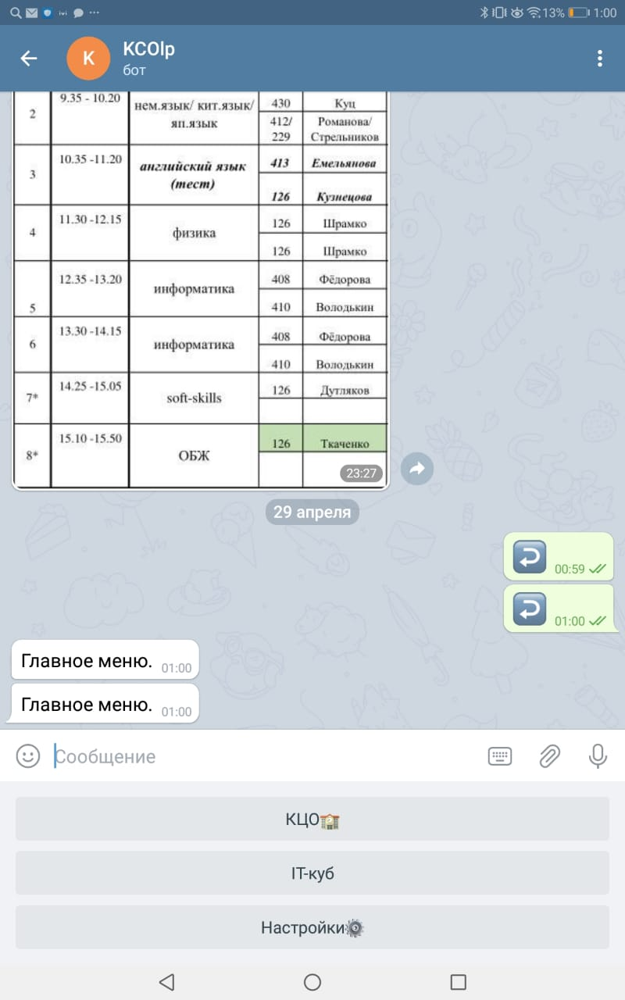 ivi
13%
1:00
K
KCOlp
бот
2
9.35 - 10.20
нем.язык/ кит.язык/
яп.язык
430
Куц
412/
229
Романова/
Стрельников
3
10.35 -11.20
английский язык
(тест)
413
Емельянова
126
Кузнецова
4
11.30 -12.15
физика
126
Шрамко
126
Шрамко
5
12.35 -13.20
информатика
408
Фёдорова
410
Володькин
6
13.30 -14.15
информатика
408
Фёдорова
410
Володькин
7*
14.25 -15.05
soft-skills
126
Дутляков
8*
15.10 -15.50
ОБЖ
126
Ткаченко
23:27
29 апреля
00:59
01:00
Главное меню.
01:00
Главное меню.
01:00
Сообщение
КЦО
IT-куб
Настройки